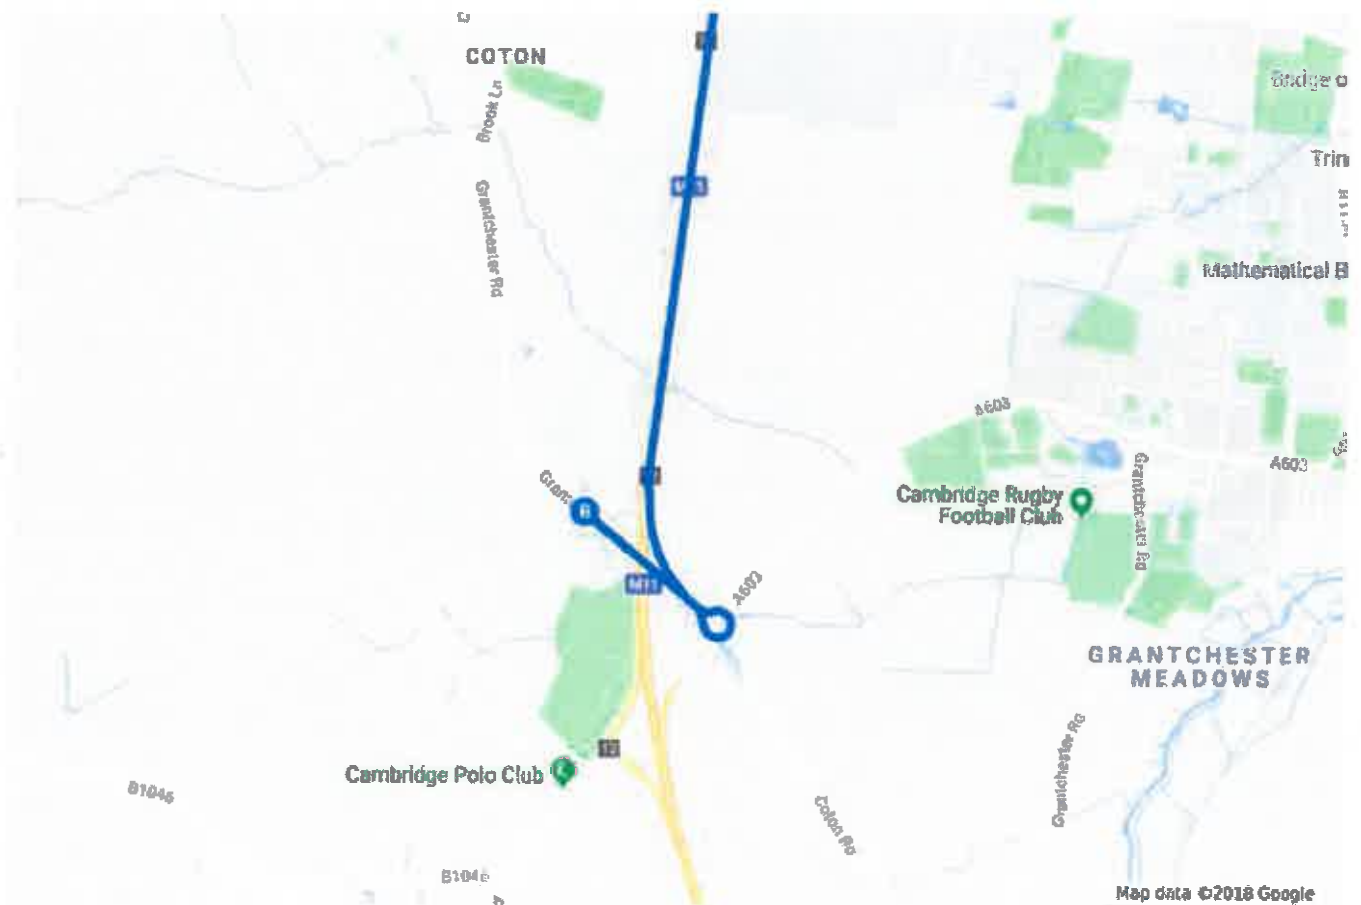 COTON
Brook Ln
Bridge o
Trin
Grantchester Rd
Mathematical B
A603
A603
Cambridge Rugby
Football Club
Grantchester Rd
M11
A603
GRANTCHESTER
MEADOWS
Cambridge Polo Club
B1046
Coton Rd
Grantchester Rd
B1046
Map data ©2018 Google